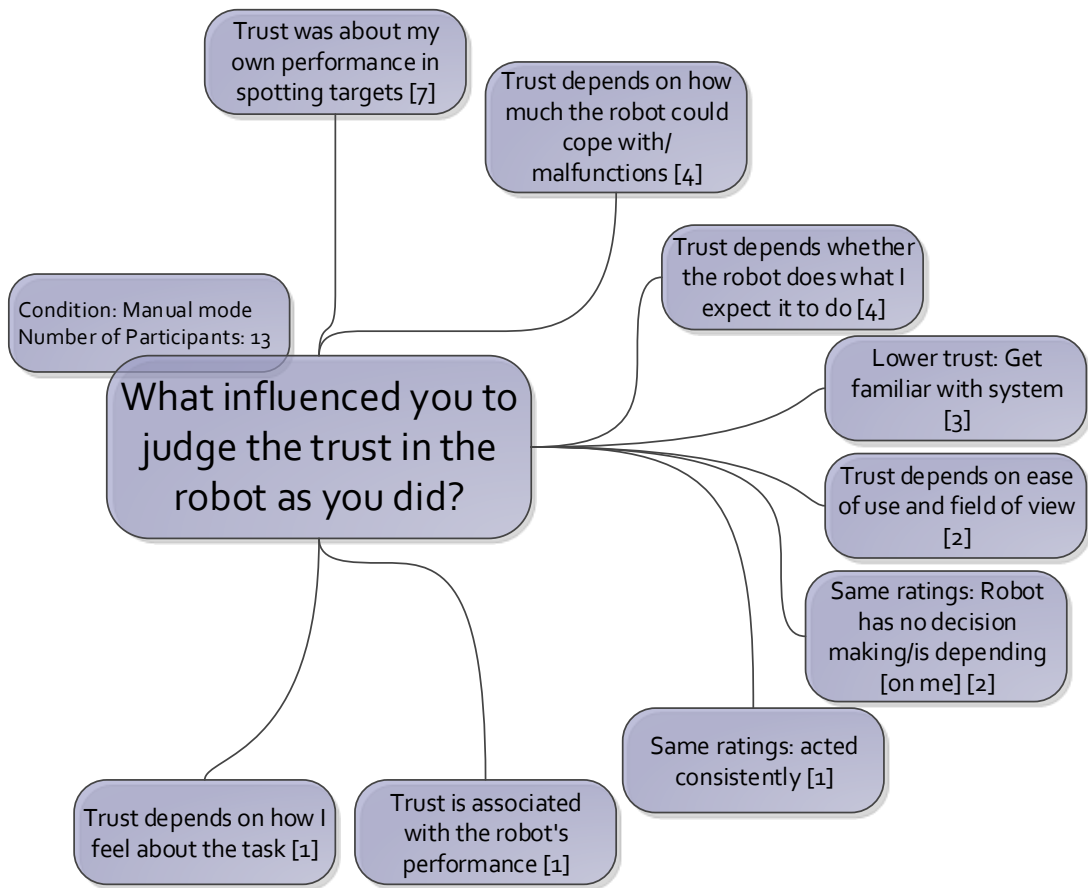 Trust was about my
own performance in
spotting targets [7]
Trust depends on how
much the robot could
cope with/
malfunctions [4]
Trust depends whether
the robot does what I
expect it to do [4]
Condition: Manual mode
Number of Participants: 13
What influenced you to
judge the trust in the
robot as you did?
Lower trust: Get
familiar with system
[3]
Trust depends on ease
of use and field of view
[2]
Same ratings: Robot
has no decision
making/is depending
[on me] [2]
Same ratings: acted
consistently [1]
Trust depends on how I
feel about the task [1]
Trust is associated
with the robot's
performance [1]